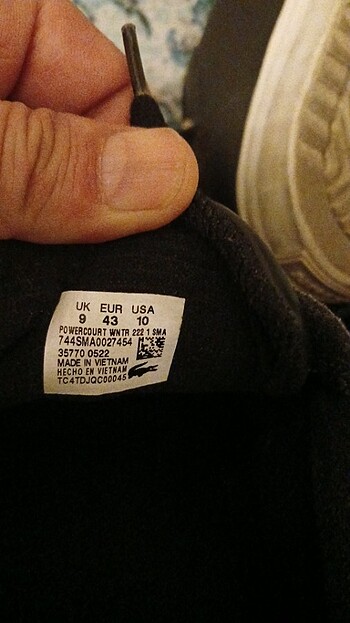 UK EUR USA
9 43 10
POWERCOURT WNTR 222 1 SMA
744SMA0027454
35770 0522
MADE IN VIETNAM
HECHO EN VIETNAM
TC4TDJQC00045